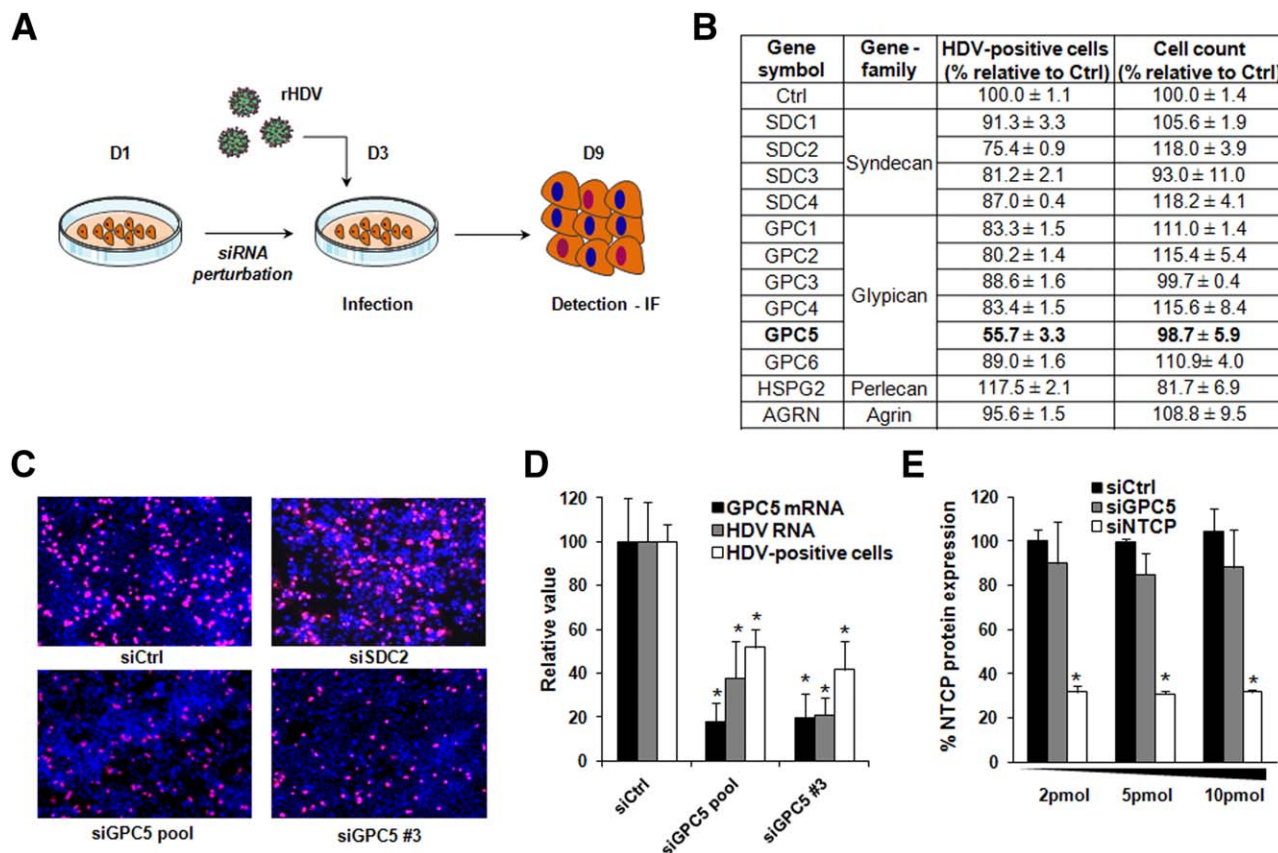 A
rHDV
D1
D3
D9
siRNA
perturbation
Infection
Detection - IF
B
Gene symbol Gene - family HDV-positive cells (% relative to Ctrl) Cell count (% relative to Ctrl)
Ctrl 100.0 ± 1.1 100.0 ± 1.4
SDC1 Syndecan 91.3 ± 3.3 105.6 ± 1.9
SDC2 75.4 ± 0.9 118.0 ± 3.9
SDC3 81.2 ± 2.1 93.0 ± 11.0
SDC4 87.0 ± 0.4 118.2 ± 4.1
GPC1 Glypican 83.3 ± 1.5 111.0 ± 1.4
GPC2 80.2 ± 1.4 115.4 ± 5.4
GPC3 88.6 ± 1.6 99.7 ± 0.4
GPC4 83.4 ± 1.5 115.6 ± 8.4
GPC5 55.7 ± 3.3 98.7 ± 5.9
GPC6 89.0 ± 1.6 110.9± 4.0
HSPG2 Perlecan 117.5 ± 2.1 81.7 ± 6.9
AGRN Agrin 95.6 ± 1.5 108.8 ± 9.5
C
siCtrl
siSDC2
siGPC5 pool
siGPC5 #3
D
Relative value
120
100
80
60
40
20
0
GPC5 mRNA
HDV RNA
HDV-positive cells
* * *
* * *
siCtrl
siGPC5 pool
siGPC5 #3
E
% NTCP protein expression
120
100
80
60
40
20
0
siCtrl
siGPC5
siNTCP
* * *
2pmol 5pmol 10pmol